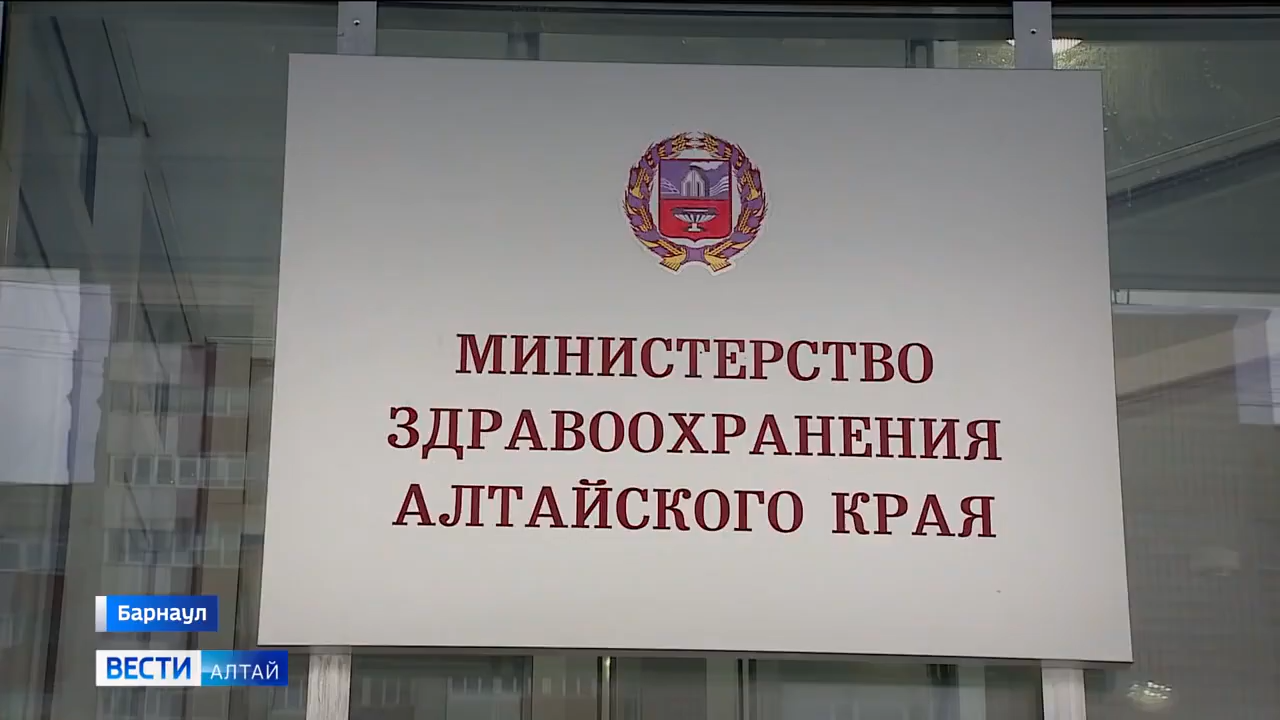 МИНИСТЕРСТВО
ЗДРАВООХРАНЕНИЯ
АЛТАЙСКОГО КРАЯ
Барнаул
ВЕСТИ АЛТАЙ